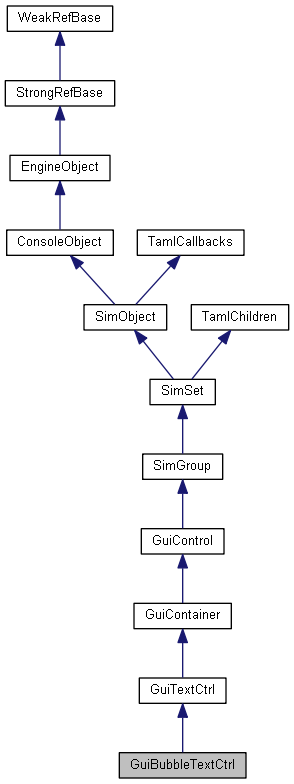 WeakRefBase
StrongRefBase
EngineObject
ConsoleObject
TamlCallbacks
SimObject
TamlChildren
SimSet
SimGroup
GuiControl
GuiContainer
GuiTextCtrl
GuiBubbleTextCtrl